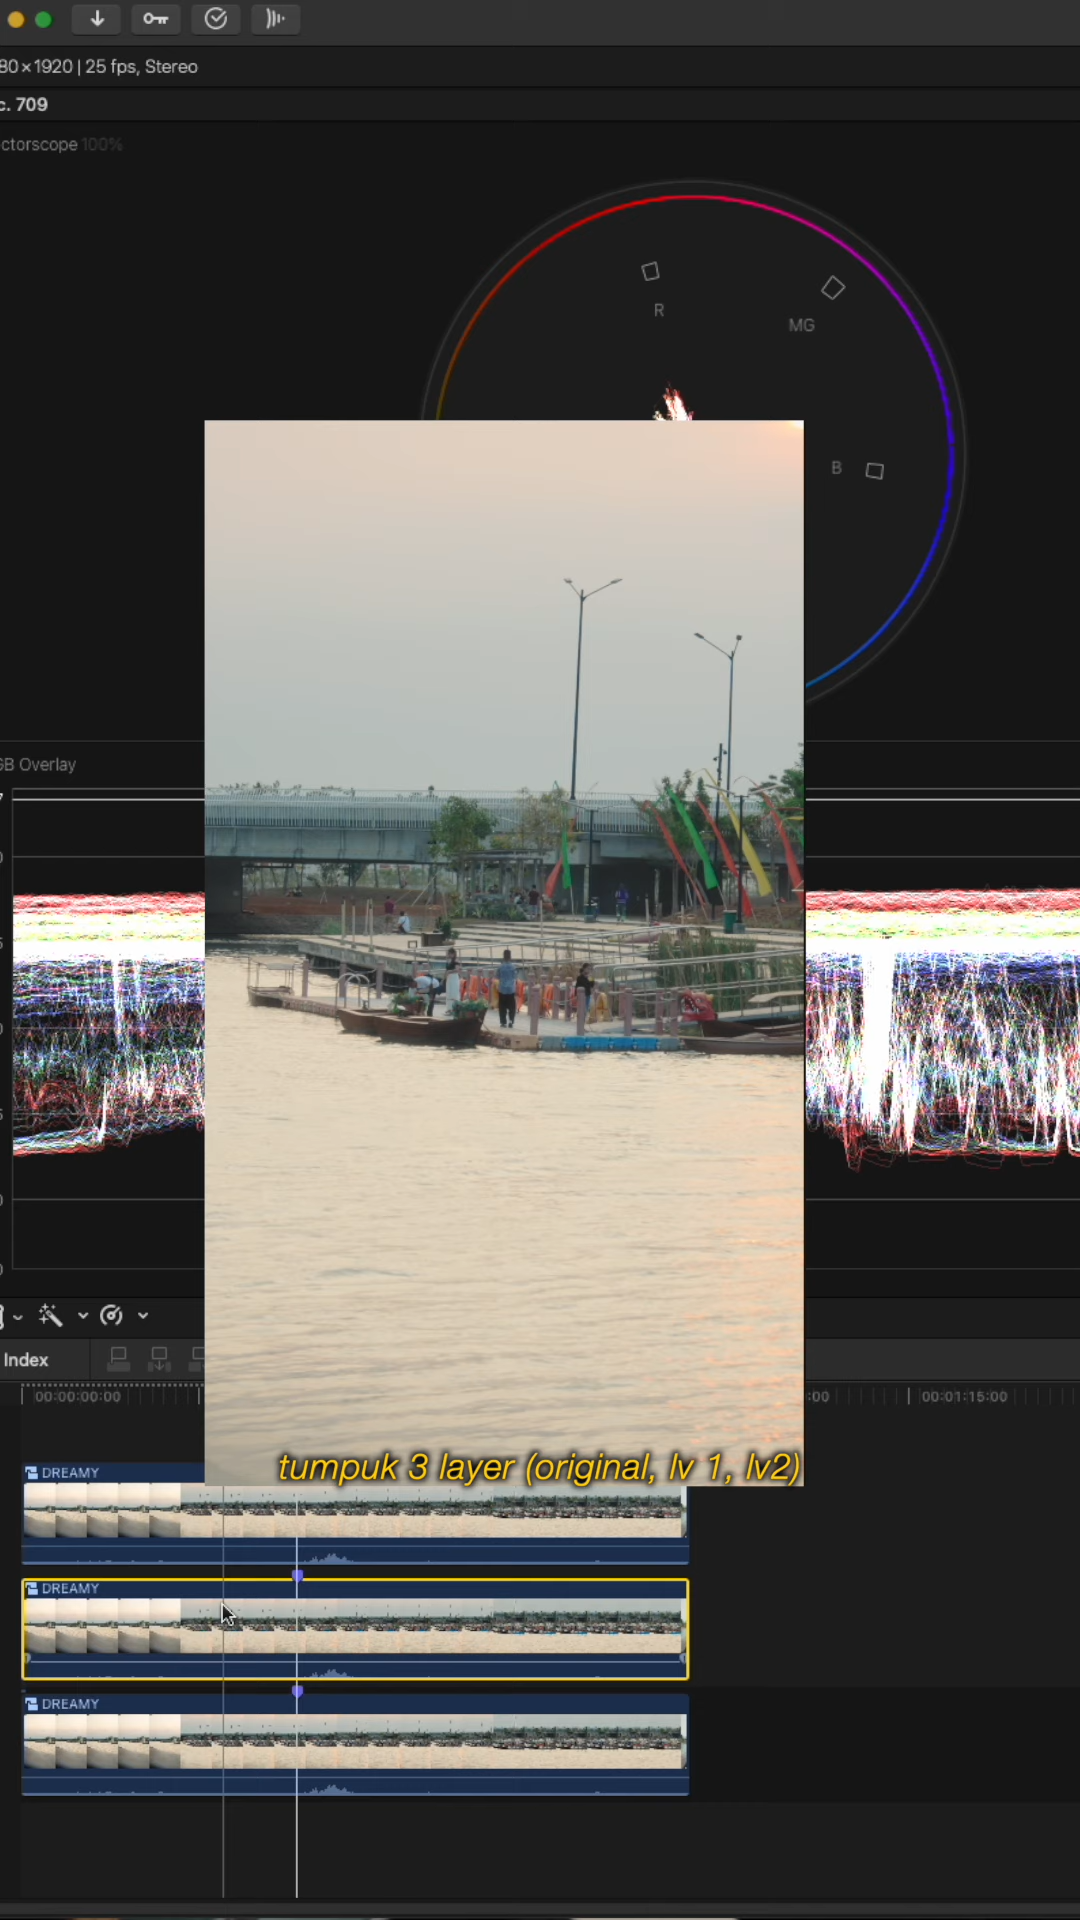 80×1920 | 25 fps, Stereo
c. 709
ctorscope 100%
R
MG
B
GB Overlay
Index
00:00:00:00
:00
00:01:15:00
tumpuk 3 layer (original, lv 1, lv2)
DREAMY
DREAMY
DREAMY